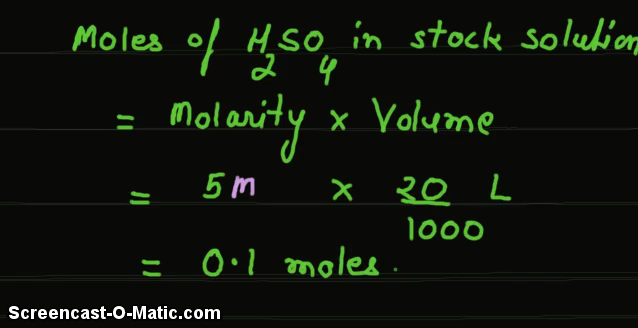 Moles of H2SO4 in stock solution
= Molarity x Volume
= 5M x 20/1000 L
= 0.1 moles.
Screencast-O-Matic.com